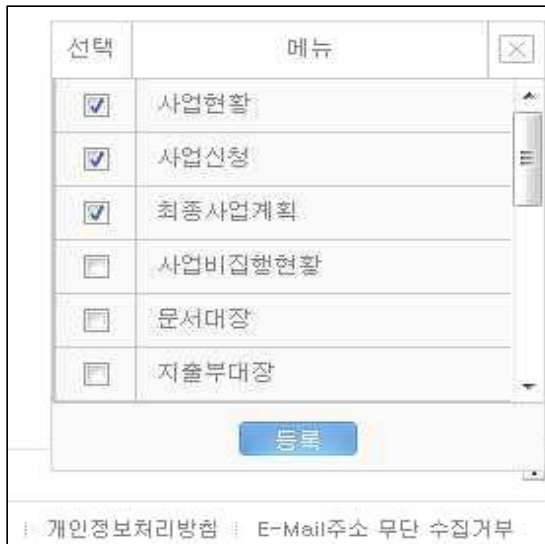 선택 메뉴
사업현황
사업신청
최종사업계획
사업비집행현황
문서대장
지출부대장
등록
개인정보처리방침 E-Mail주소 무단 수집거부